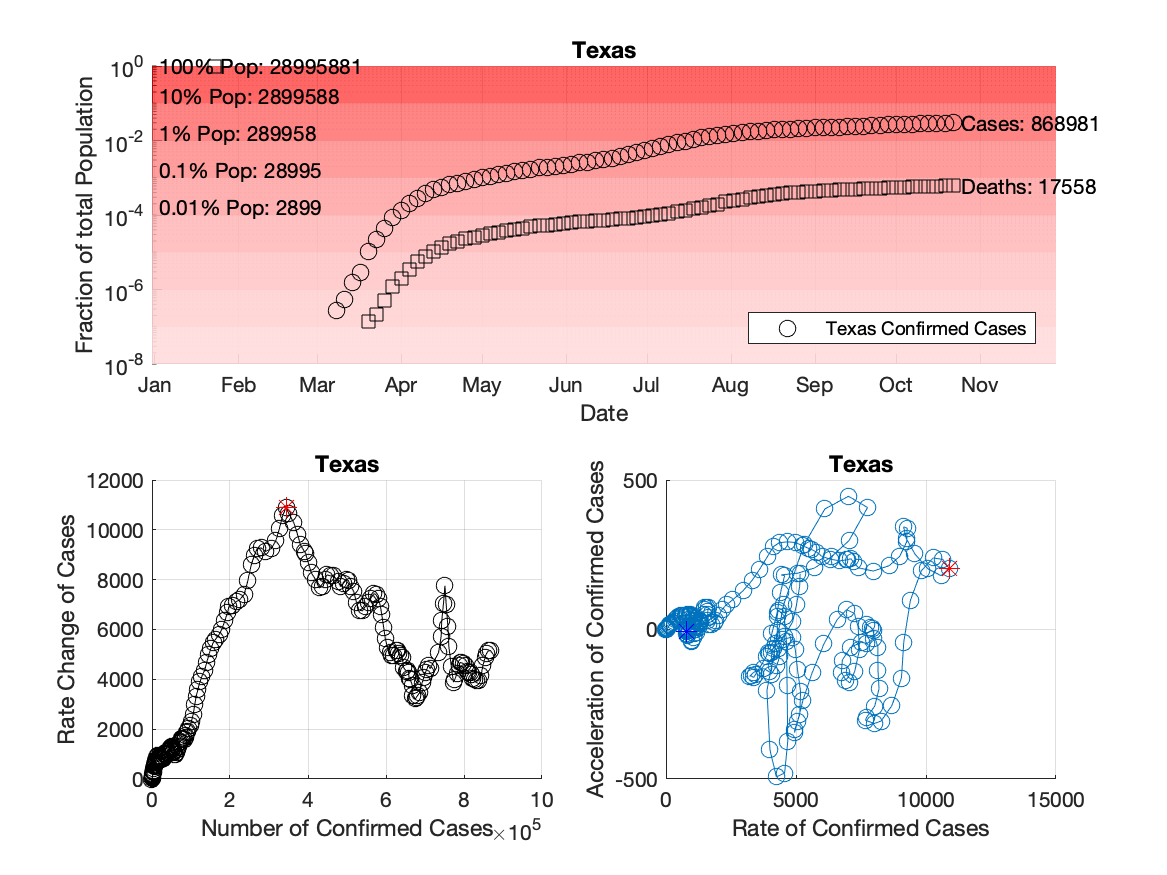 Texas
Fraction of total Population
10^0
10^-2
10^-4
10^-6
10^-8
100% Pop: 28995881
10% Pop: 2899588
1% Pop: 289958
0.1% Pop: 28995
0.01% Pop: 2899
Cases: 868981
Deaths: 17558
Texas Confirmed Cases
Jan Feb Mar Apr May Jun Jul Aug Sep Oct Nov
Date
Texas
Rate Change of Cases
12000
10000
8000
6000
4000
2000
0
0 2 4 6 8 10
Number of Confirmed Cases ×10^5
Texas
Acceleration of Confirmed Cases
500
0
-500
0 5000 10000 15000
Rate of Confirmed Cases